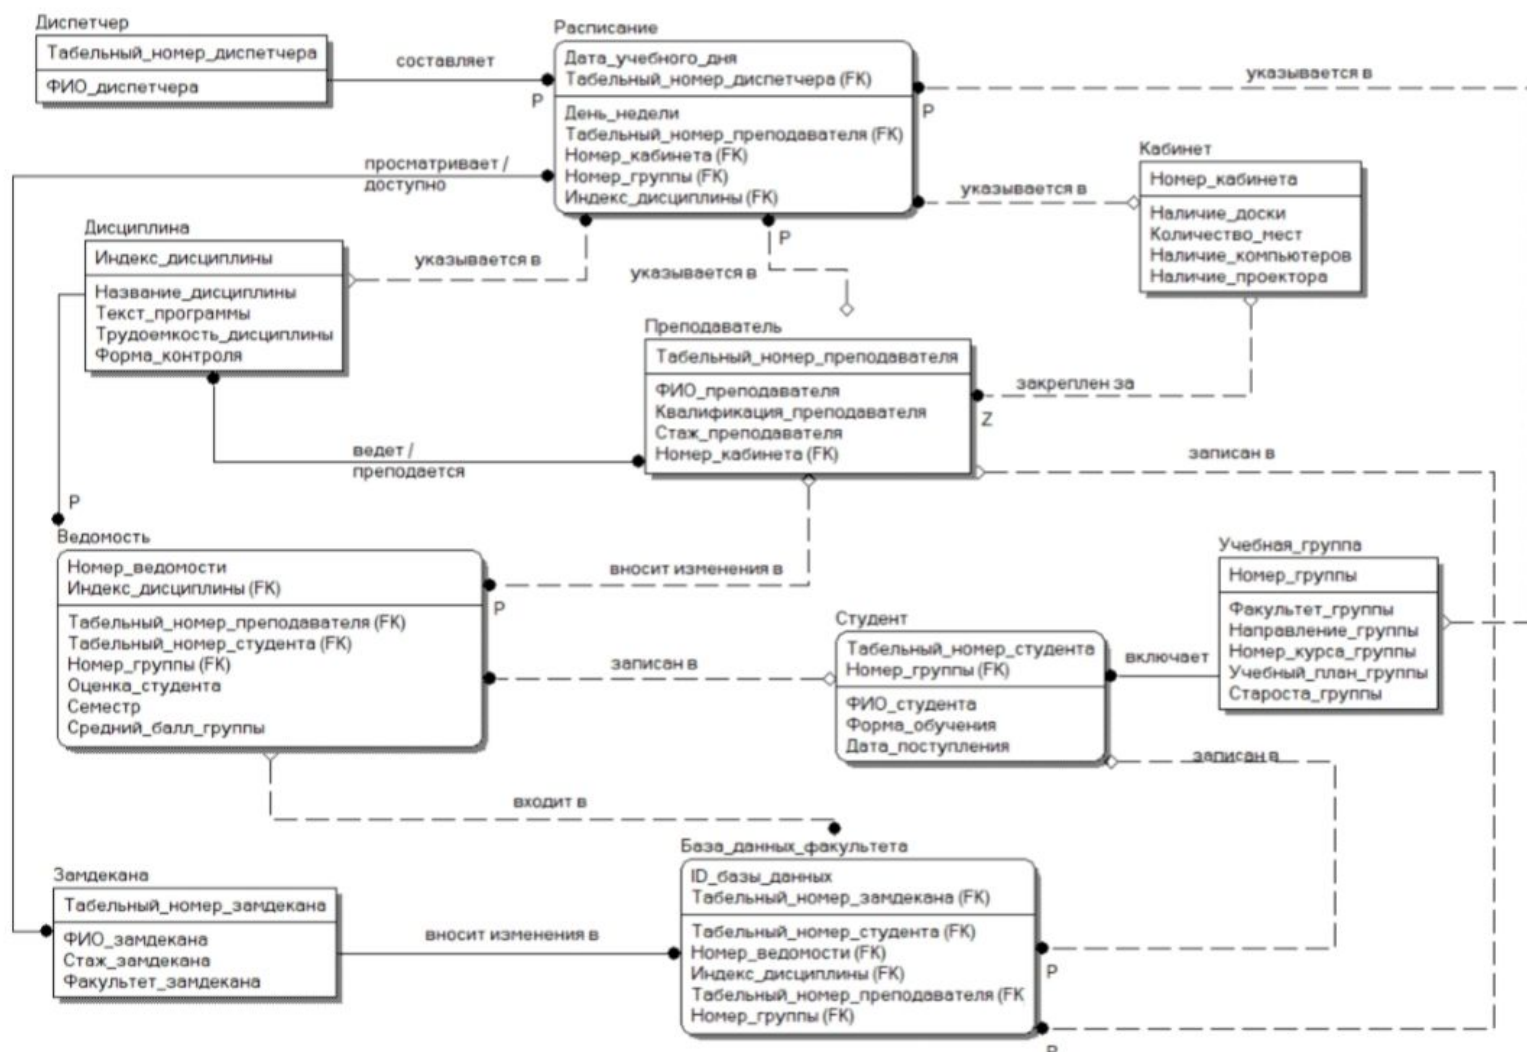 Диспетчер
Табельный_номер_диспетчера
ФИО_диспетчера
составляет
P
Расписание
Дата_учебного_дня
Табельный_номер_диспетчера (FK)
День_недели
Табельный_номер_преподавателя (FK)
Номер_кабинета (FK)
Номер_группы (FK)
Индекс_дисциплины (FK)
указывается в
P
просматривает /
доступно
указывается в
Кабинет
Номер_кабинета
Наличие_доски
Количество_мест
Наличие_компьютеров
Наличие_проектора
Дисциплина
Индекс_дисциплины
Название_дисциплины
Текст_программы
Трудоемкость_дисциплины
Форма_контроля
указывается в
P
указывается в
Преподаватель
Табельный_номер_преподавателя
ФИО_преподавателя
Квалификация_преподавателя
Стаж_преподавателя
Номер_кабинета (FK)
закреплен за
Z
ведет /
преподается
записан в
P
Ведомость
Номер_ведомости
Индекс_дисциплины (FK)
Табельный_номер_преподавателя (FK)
Табельный_номер_студента (FK)
Номер_группы (FK)
Оценка_студента
Семестр
Средний_балл_группы
вносит изменения в
P
записан в
Студент
Табельный_номер_студента
Номер_группы (FK)
ФИО_студента
Форма_обучения
Дата_поступления
включает
Учебная_группа
Номер_группы
Факультет_группы
Направление_группы
Номер_курса_группы
Учебный_план_группы
Староста_группы
записан в
входит в
База_данных_факультета
ID_базы_данных
Табельный_номер_замдекана (FK)
Табельный_номер_студента (FK)
Номер_ведомости (FK)
Индекс_дисциплины (FK)
Табельный_номер_преподавателя (FK
Номер_группы (FK)
P
P
Замдекана
Табельный_номер_замдекана
ФИО_замдекана
Стаж_замдекана
Факультет_замдекана
вносит изменения в